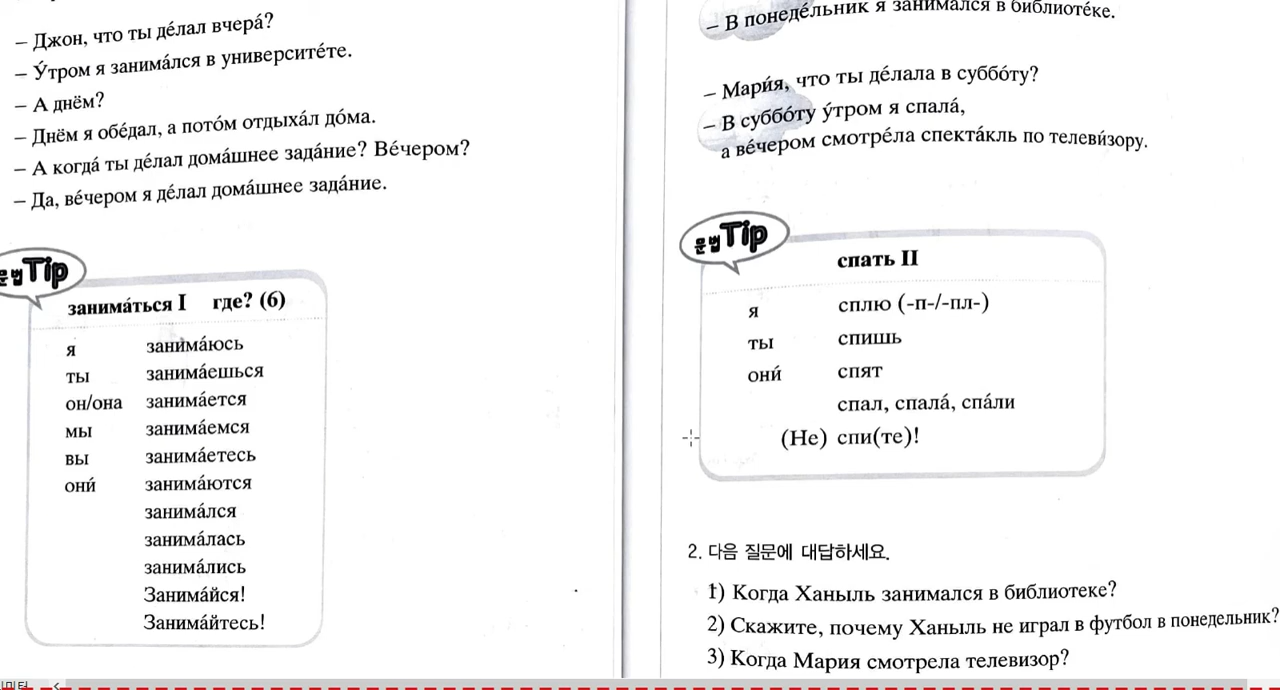 – Джон, что ты де́лал вчера́?
– У́тром я занима́лся в университе́те.
– А днём?
– Днём я обе́дал, а пото́м отдыха́л до́ма.
– А когда́ ты де́лал дома́шнее зада́ние? Ве́чером?
– Да, ве́чером я де́лал дома́шнее зада́ние.
문법 Tip
занима́ться I где? (6)
я занима́юсь
ты занима́ешься
он/она занима́ется
мы занима́емся
вы занима́етесь
они́ занима́ются
занима́лся
занима́лась
занима́лись
Занима́йся!
Занима́йтесь!
– В понеде́льник я занимался в библиоте́ке.
– Мари́я, что ты де́лала в суббо́ту?
– В суббо́ту у́тром я спала́,
а ве́чером смотре́ла спекта́кль по телеви́зору.
문법 Tip
спать II
я сплю (-п-/-пл-)
ты спишь
они́ спят
спал, спала́, спа́ли
(Не) спи(те)!
2. 다음 질문에 대답하세요.
1) Когда Ханыль занимался в библиотеке?
2) Скажите, почему Ханыль не играл в футбол в понедельник?
3) Когда Мария смотрела телевизор?